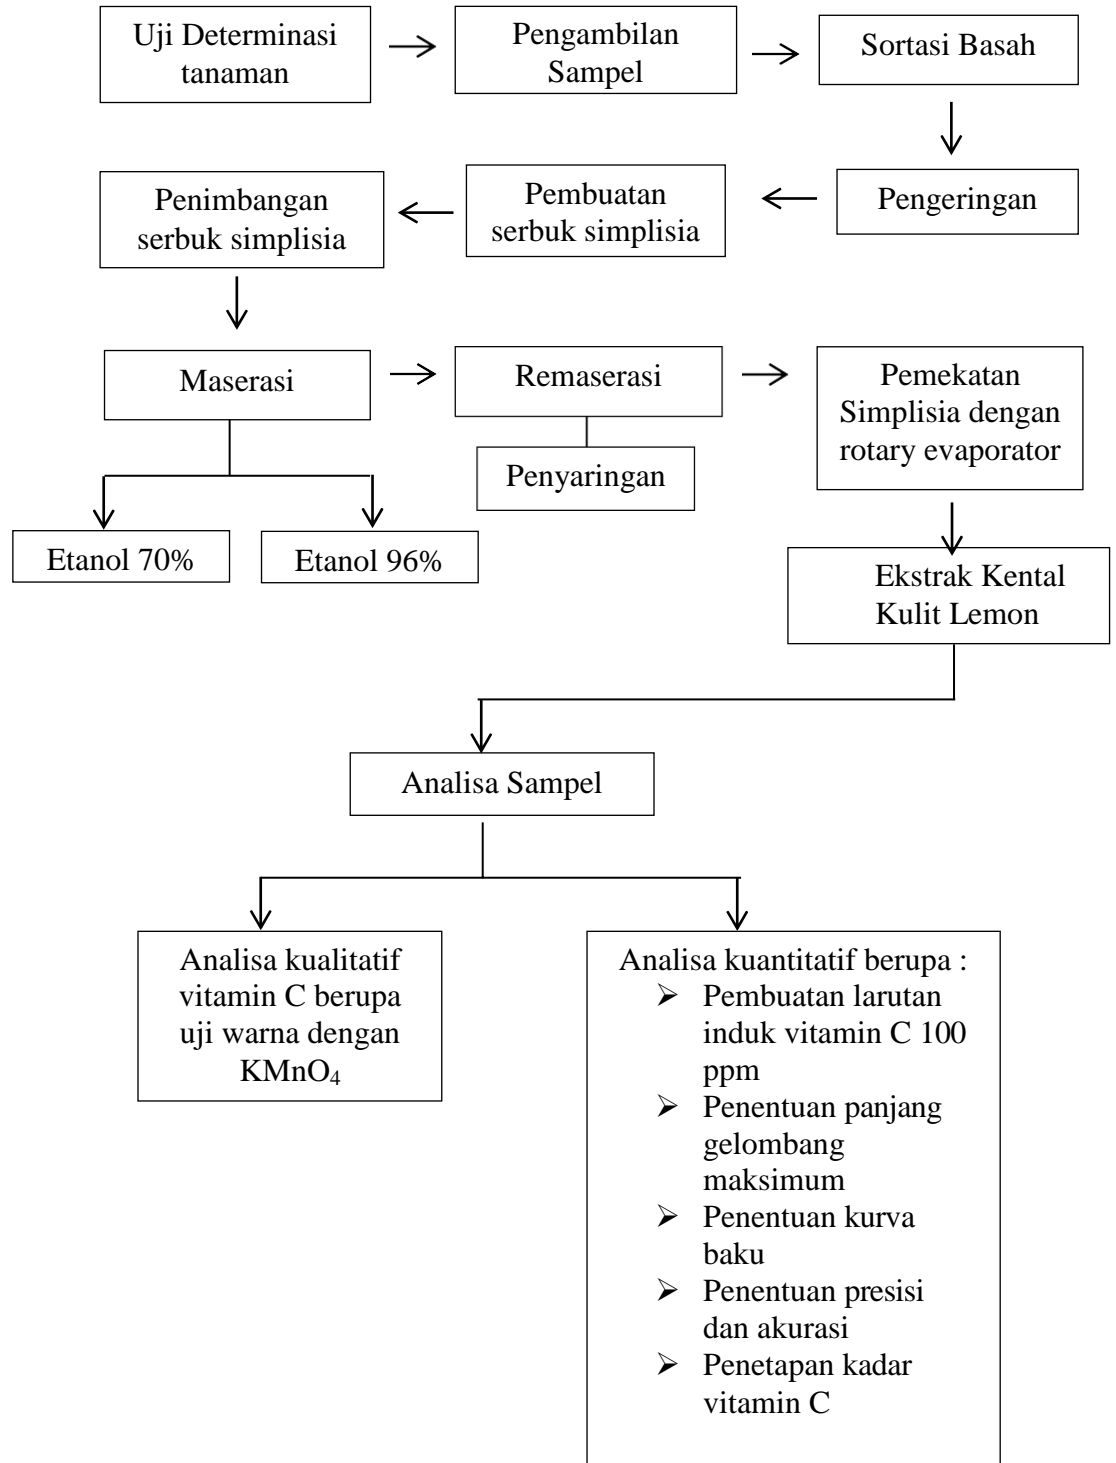 Uji Determinasi
tanaman
Pengambilan
Sampel
Sortasi Basah
Pengeringan
Pembuatan
serbuk simplisia
Penimbangan
serbuk simplisia
Maserasi
Remaserasi
Pemekatan
Simplisia dengan
rotary evaporator
Penyaringan
Etanol 70%
Etanol 96%
Ekstrak Kental
Kulit Lemon
Analisa Sampel
Analisa kualitatif
vitamin C berupa
uji warna dengan
KMnO₄
Analisa kuantitatif berupa :
➢ Pembuatan larutan
induk vitamin C 100
ppm
➢ Penentuan panjang
gelombang
maksimum
➢ Penentuan kurva
baku
➢ Penentuan presisi
dan akurasi
➢ Penetapan kadar
vitamin C